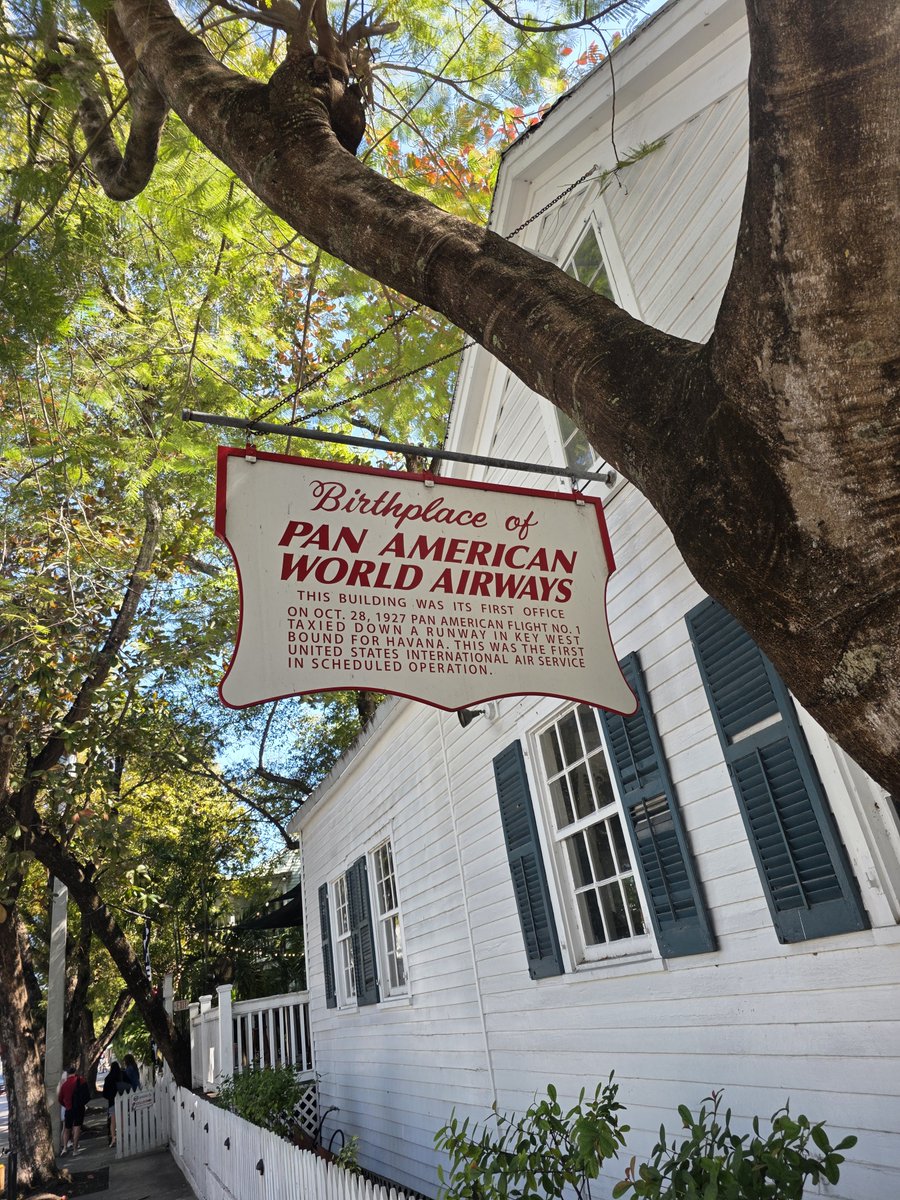 Birthplace of
PAN AMERICAN
WORLD AIRWAYS
THIS BUILDING WAS ITS FIRST OFFICE
ON OCT. 28, 1927 PAN AMERICAN FLIGHT NO. 1
TAXIED DOWN A RUNWAY IN KEY WEST
BOUND FOR HAVANA. THIS WAS THE FIRST
UNITED STATES INTERNATIONAL AIR SERVICE
IN SCHEDULED OPERATION.